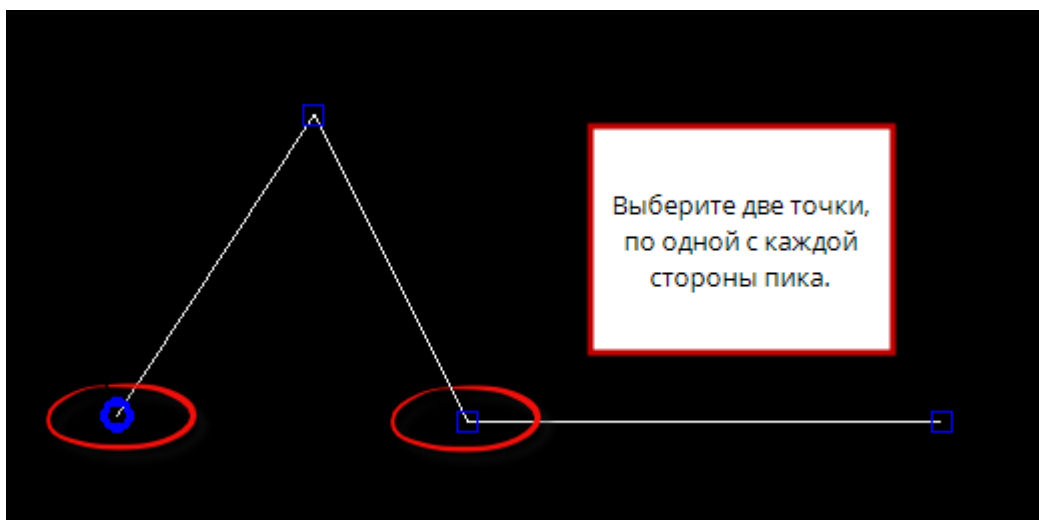 Выберите две точки,
по одной с каждой
стороны пика.